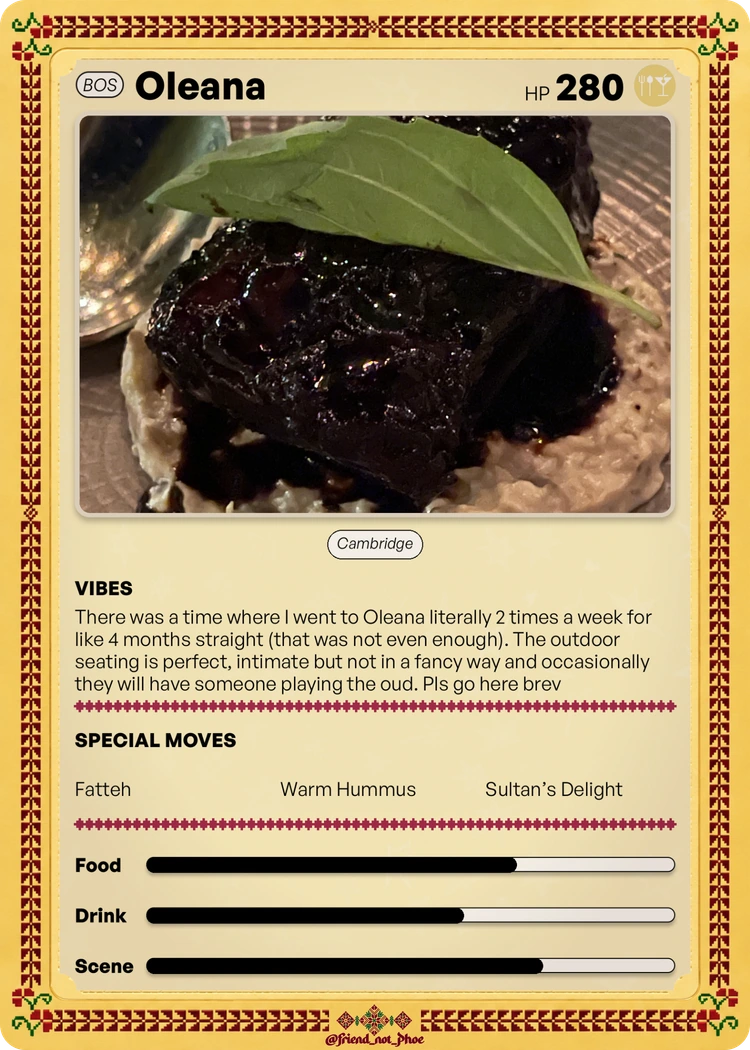 BOS Oleana HP 280
Cambridge
VIBES
There was a time where I went to Oleana literally 2 times a week for
like 4 months straight (that was not even enough). The outdoor
seating is perfect, intimate but not in a fancy way and occasionally
they will have someone playing the oud. Pls go here brev
SPECIAL MOVES
Fatteh Warm Hummus Sultan's Delight
Food
Drink
Scene
@friend_not_phoe